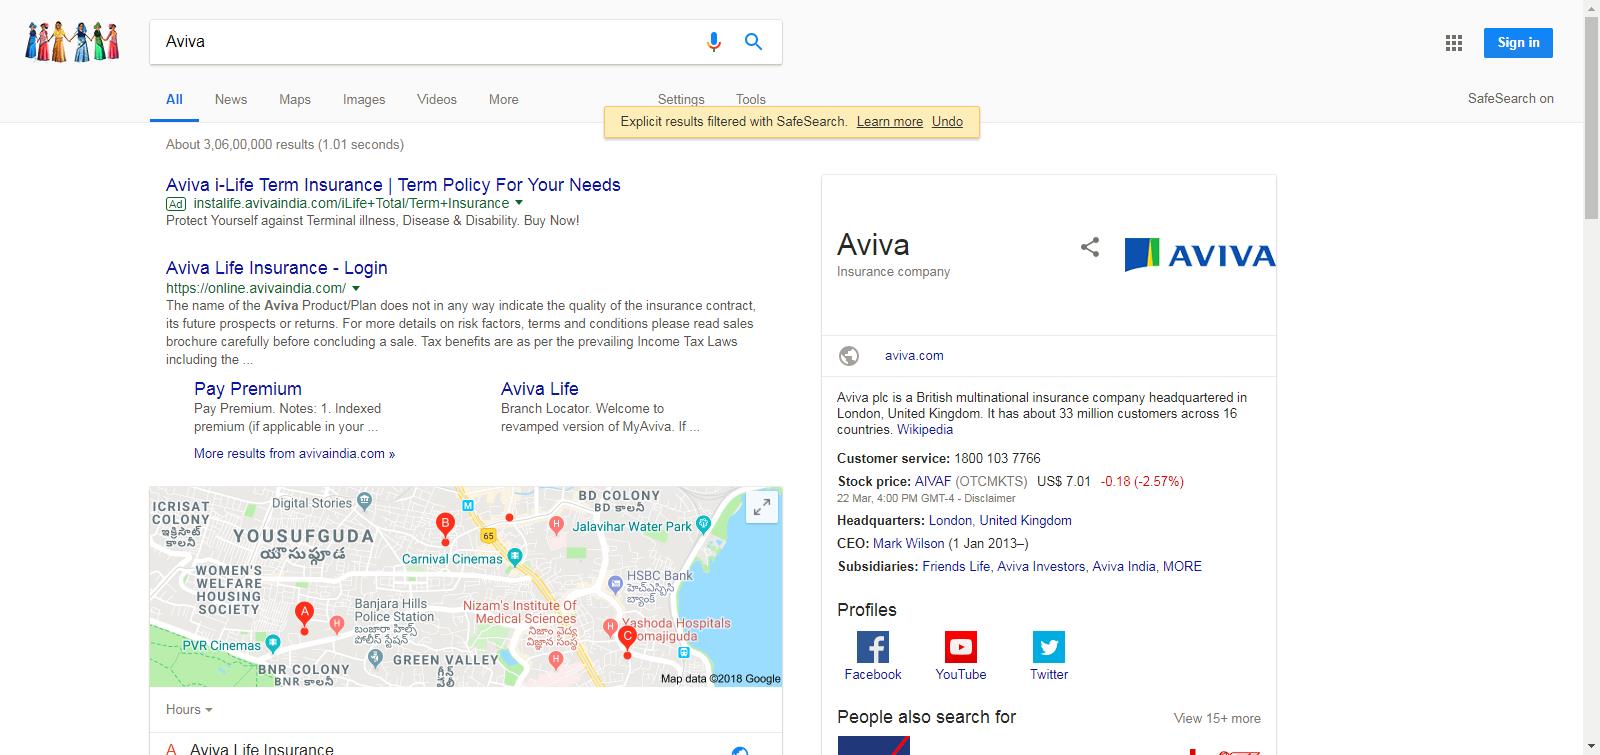 Aviva
Sign in
All News Maps Images Videos More Settings Tools
SafeSearch on
Explicit results filtered with SafeSearch. Learn more Undo
About 3,06,00,000 results (1.01 seconds)
Aviva i-Life Term Insurance | Term Policy For Your Needs
Ad instalife.avivaindia.com/iLife+Total/Term+Insurance
Protect Yourself against Terminal illness, Disease & Disability. Buy Now!
Aviva Life Insurance - Login
https://online.avivaindia.com/
The name of the Aviva Product/Plan does not in any way indicate the quality of the insurance contract,
its future prospects or returns. For more details on risk factors, terms and conditions please read sales
brochure carefully before concluding a sale. Tax benefits are as per the prevailing Income Tax Laws
including the ...
Pay Premium
Pay Premium. Notes: 1. Indexed
premium (if applicable in your ...
Aviva Life
Branch Locator. Welcome to
revamped version of MyAviva. If ...
More results from avivaindia.com »
ICRISAT
COLONY
ఇక్రిసాట్
కాలనీ
Digital Stories
M
BD COLONY
BD కాలనీ
YOUSUFGUDA
యూసుఫ్గూడ
B
65
H
Jalavihar Water Park
Carnival Cinemas
WOMEN'S
WELFARE
HOUSING
SOCIETY
HSBC Bank
హెచ్ఎస్బిసి
బ్యాంక్
A
H
Banjara Hills
Police Station
బంజారా హిల్స్
పోలీస్ స్టేషన్
Nizam's Institute Of
Medical Sciences
నిజాం వైద్య
విజ్ఞాన సంస్థ
H
Yashoda Hospitals
Somajiguda
C
PVR Cinemas
BNR COLONY
BNR కాలనీ
GREEN VALLEY
గ్రీన్
వేలీ
H
Map data ©2018 Google
Hours
A Aviva Life Insurance
Aviva
Insurance company
AVIVA
aviva.com
Aviva plc is a British multinational insurance company headquartered in
London, United Kingdom. It has about 33 million customers across 16
countries. Wikipedia
Customer service: 1800 103 7766
Stock price: AIVAF (OTCMKTS) US$ 7.01 -0.18 (-2.57%)
22 Mar, 4:00 PM GMT-4 - Disclaimer
Headquarters: London, United Kingdom
CEO: Mark Wilson (1 Jan 2013–)
Subsidiaries: Friends Life, Aviva Investors, Aviva India, MORE
Profiles
Facebook YouTube Twitter
People also search for View 15+ more